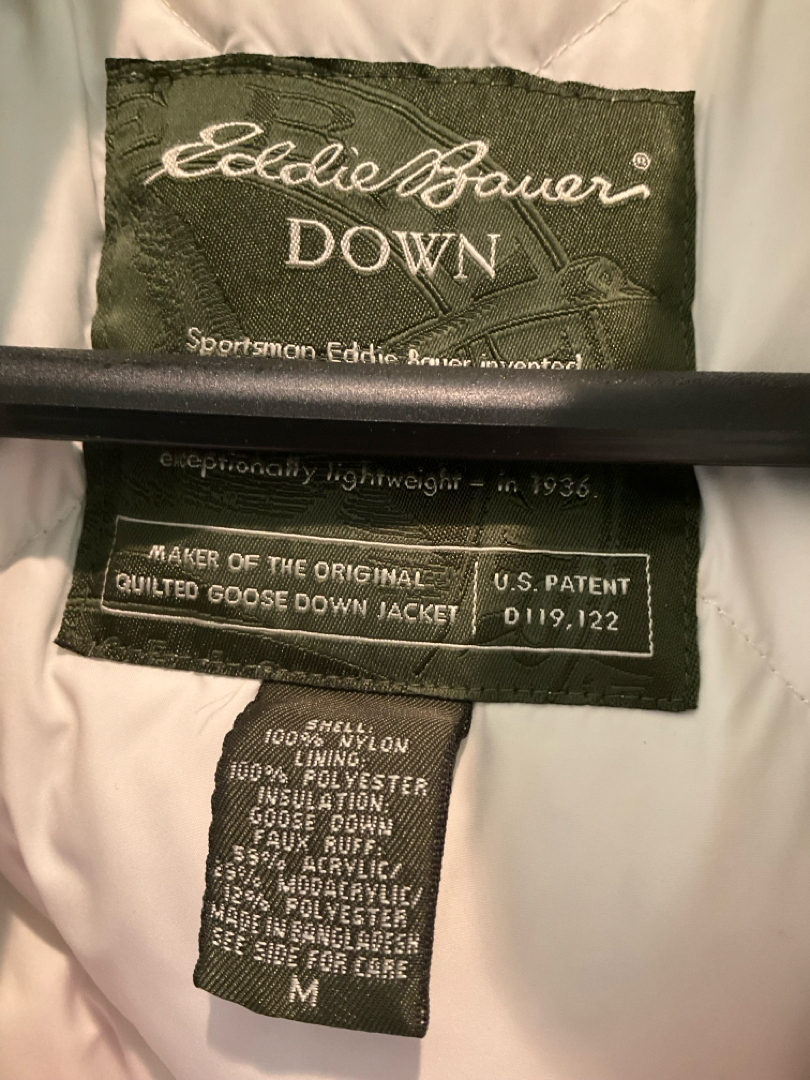 Eddie Bauer®
DOWN
Sportsman Eddie Bauer invented
exceptionally lightweight – in 1936.
MAKER OF THE ORIGINAL
QUILTED GOOSE DOWN JACKET
U.S. PATENT
D119,122
SHELL:
100% NYLON
LINING:
100% POLYESTER
INSULATION:
GOOSE DOWN
FAUX RUFF:
ACRYLIC/
MODACRYLIC/
POLYESTER
MADE IN BANGLADESH
SEE SIDE FOR CARE
M